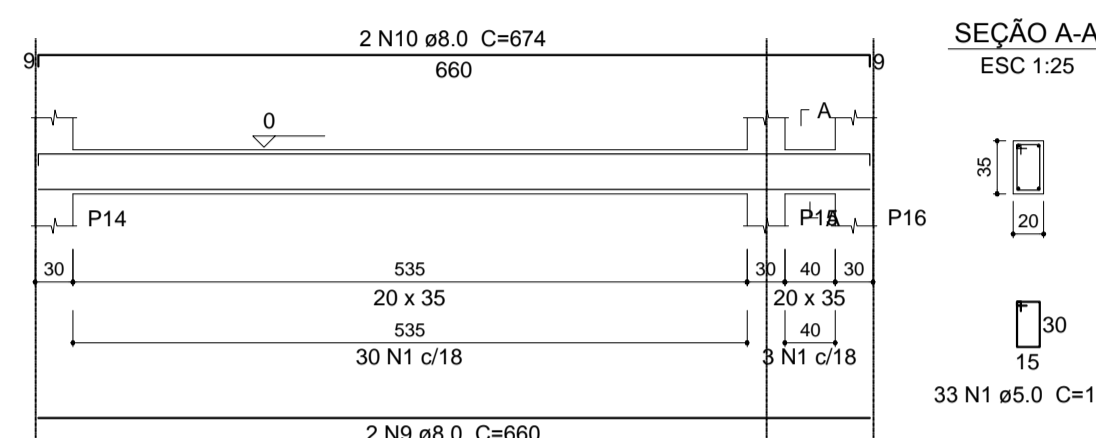 2 N10 ø8.0 C=674
9 660 9
SEÇÃO A-A
ESC 1:25
0
A
35
20
P14 P15 A P16
30 535 30 40 30
20 x 35 20 x 35
535 40
30 N1 c/18 3 N1 c/18
30
15
33 N1 ø5.0 C=1
2 N9 ø8.0 C=660